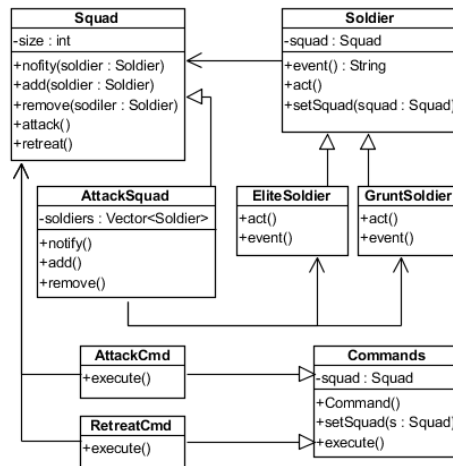 Squad
-size : int
+nofity(soldier : Soldier)
+add(soldier : Soldier)
+remove(sodiler : Soldier)
+attack()
+retreat()
Soldier
-squad : Squad
+event() : String
+act()
+setSquad(squad : Squad)
AttackSquad
-soldiers : Vector<Soldier>
+notify()
+add()
+remove()
EliteSoldier
+act()
+event()
GruntSoldier
+act()
+event()
AttackCmd
+execute()
RetreatCmd
+execute()
Commands
-squad : Squad
+Command()
+setSquad(s : Squad)
+execute()